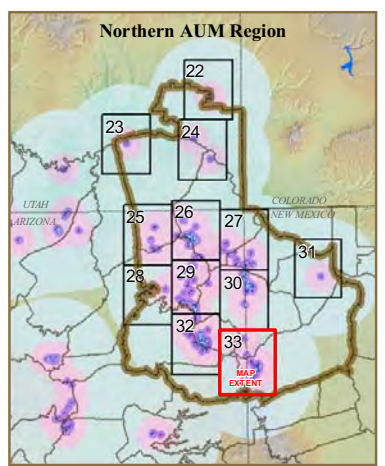 Northern AUM Region
22
23
24
UTAH
ARIZONA
COLORADO
NEW MEXICO
25
26
27
31
28
29
30
32
33
MAP
EXTENT